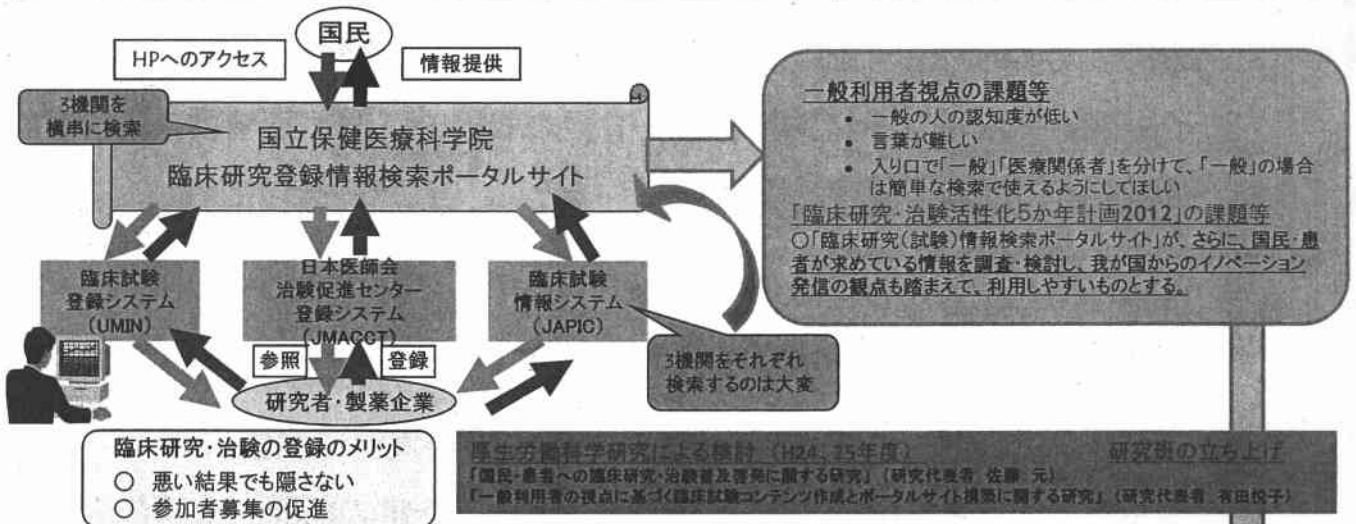 国民
HPへのアクセス
情報提供
3機関を
横串に検索
国立保健医療科学院
臨床研究登録情報検索ポータルサイト
臨床試験
登録システム
(UMIN)
日本医師会
治験促進センター
登録システム
(JMACCT)
臨床試験
情報システム
(JAPIC)
参照
登録
3機関をそれぞれ
検索するのは大変
研究者・製薬企業
一般利用者視点の課題等
• 一般の人の認知度が低い
• 言葉が難しい
• 入り口で「一般」「医療関係者」を分けて、「一般」の場合
は簡単な検索で使えるようにしてほしい
「臨床研究・治験活性化5か年計画2012」の課題等
○「臨床研究(試験)情報検索ポータルサイト」が、さらに、国民・患
者が求めている情報を調査・検討し、我が国からのイノベーション
発信の観点も踏まえて、利用しやすいものとする。
臨床研究・治験の登録のメリット
○ 悪い結果でも隠さない
○ 参加者募集の促進
厚生労働科学研究による検討 (H24、25年度) 研究班の立ち上げ
「国民・患者への臨床研究・治験普及啓発に関する研究」 (研究代表者 佐藤 元)
「一般利用者の視点に基づく臨床試験コンテンツ作成とポータルサイト構築に関する研究」 (研究代表者 有田悦子)